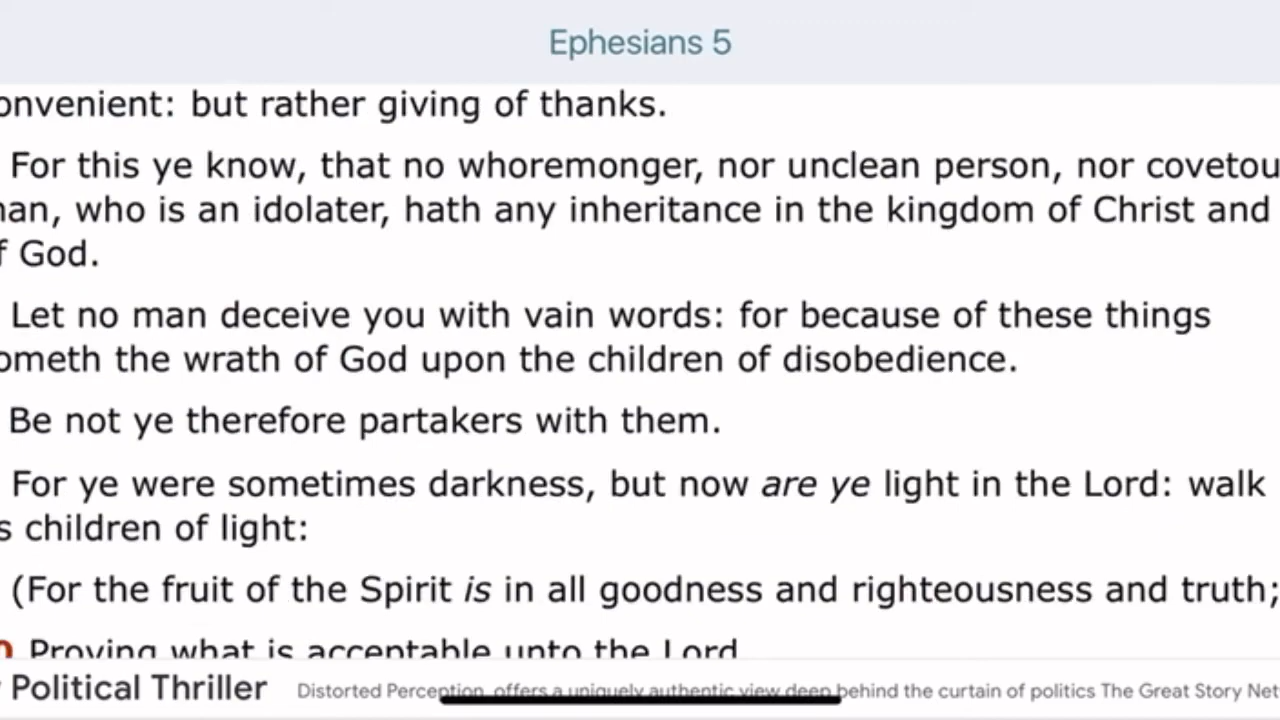 Ephesians 5
onvenient: but rather giving of thanks.
For this ye know, that no whoremonger, nor unclean person, nor covetou
an, who is an idolater, hath any inheritance in the kingdom of Christ and
f God.
Let no man deceive you with vain words: for because of these things
ometh the wrath of God upon the children of disobedience.
Be not ye therefore partakers with them.
For ye were sometimes darkness, but now are ye light in the Lord: walk
s children of light:
(For the fruit of the Spirit is in all goodness and righteousness and truth;
0 Proving what is acceptable unto the Lord
Political Thriller Distorted Perception, offers a uniquely authentic view deep behind the curtain of politics The Great Story Net